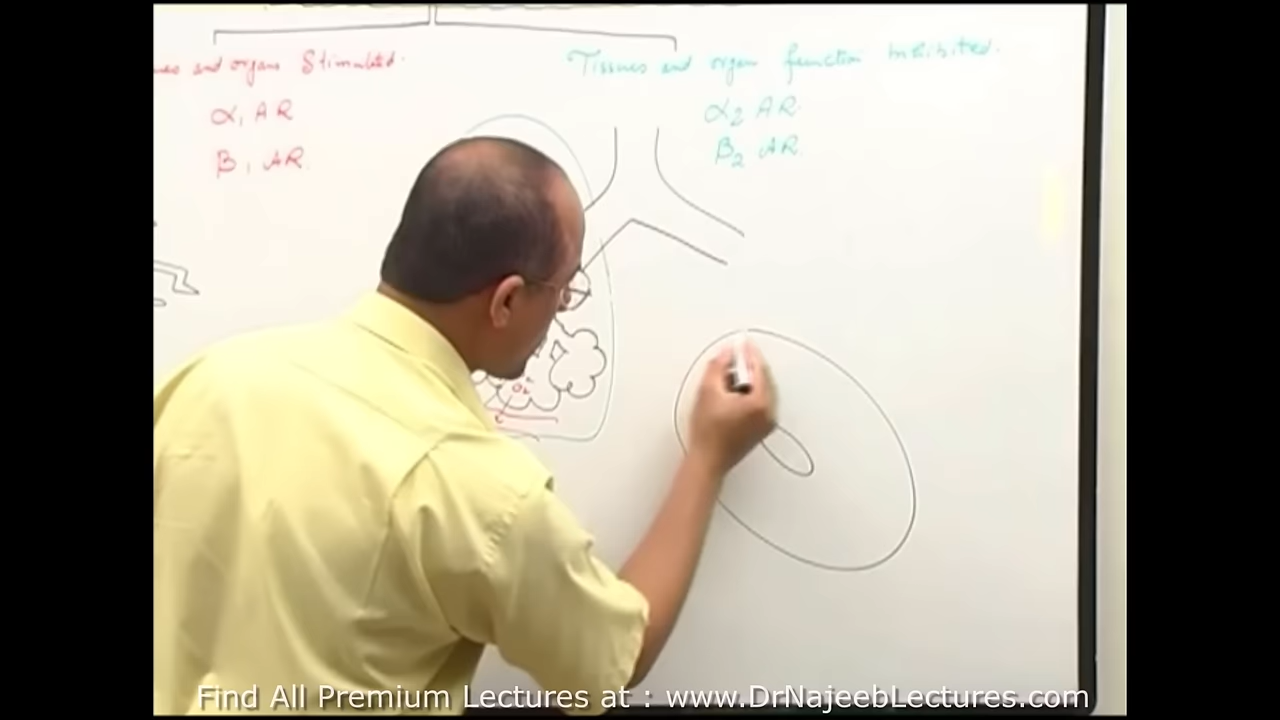 and organs Stimulated.
α1 AR
β1 AR.
Tissues and organ function Inhibited.
α2 AR
β2 AR.
O2
Find All Premium Lectures at : www.DrNajeebLectures.com